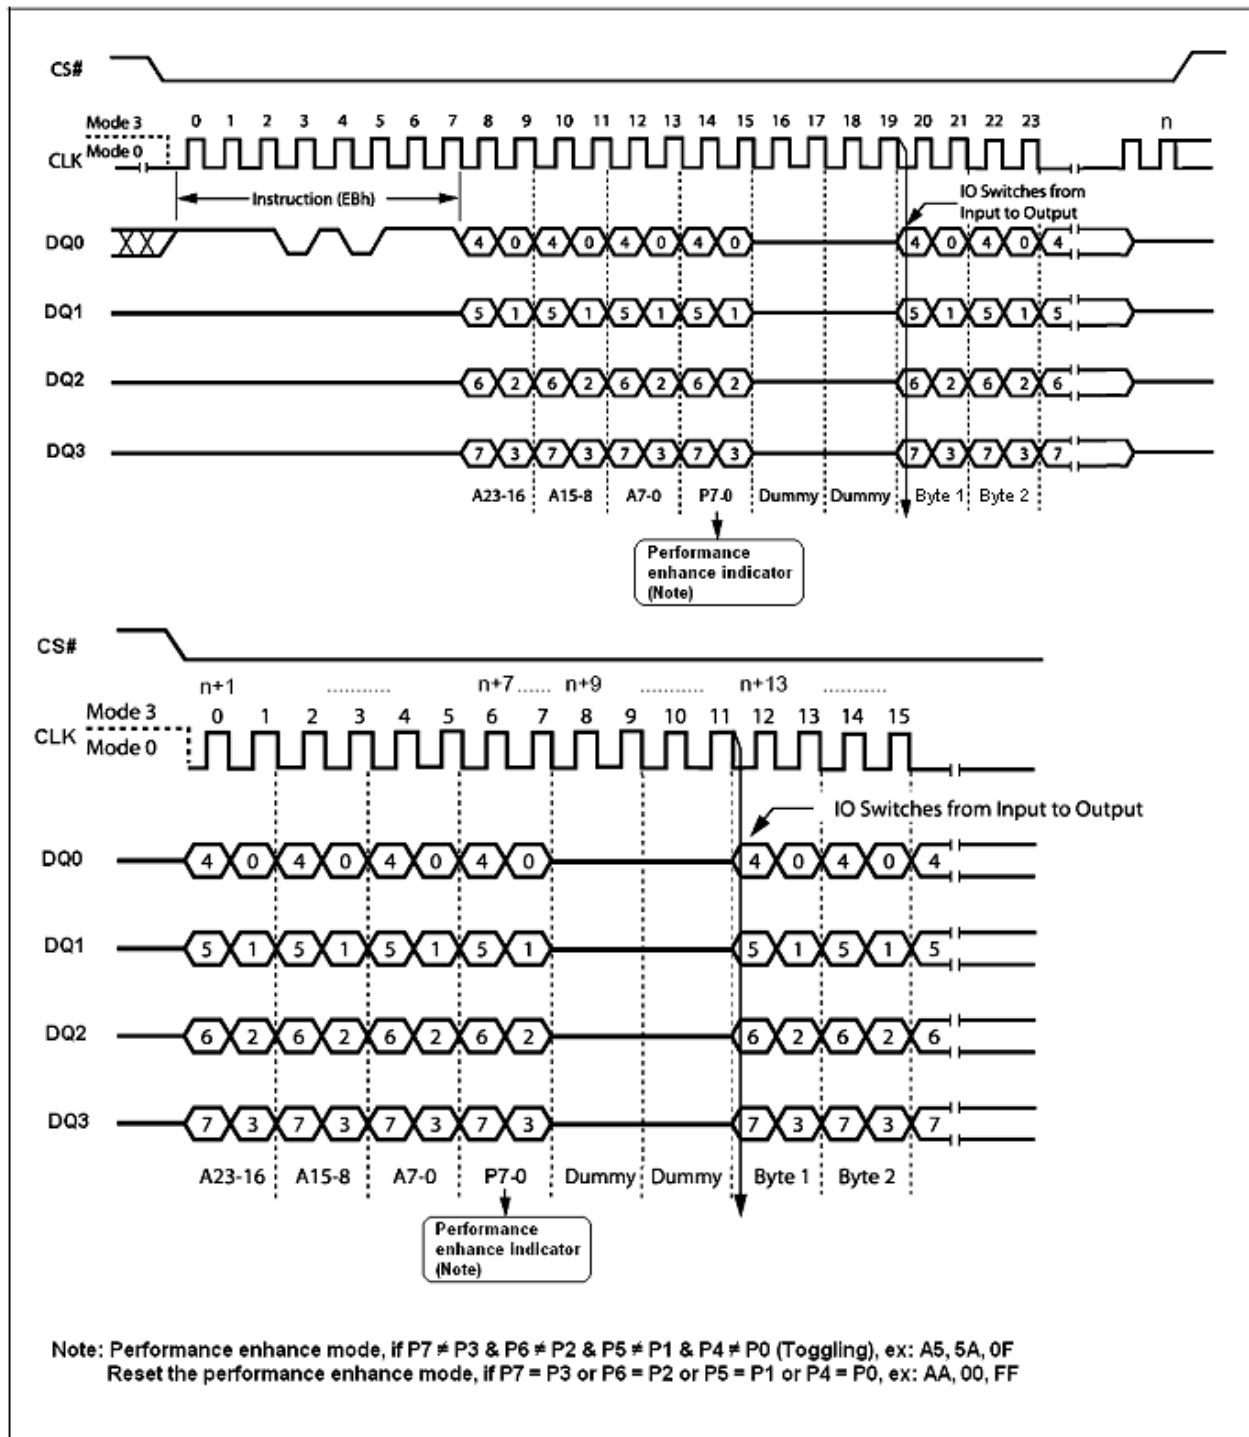 CS#
Mode 3
0 1 2 3 4 5 6 7 8 9 10 11 12 13 14 15 16 17 18 19 20 21 22 23 n
CLK
Mode 0
Instruction (EBh)
IO Switches from
Input to Output
DQ0 4 0 4 0 4 0 4 0 4 0 4 0 4
DQ1 5 1 5 1 5 1 5 1 5 1 5 1 5
DQ2 6 2 6 2 6 2 6 2 6 2 6 2 6
DQ3 7 3 7 3 7 3 7 3 7 3 7 3 7
A23-16 A15-8 A7-0 P7-0 Dummy Dummy Byte 1 Byte 2
Performance
enhance indicator
(Note)
CS#
n+1 ........... n+7 ...... n+9 ........... n+13 ...........
Mode 3
0 1 2 3 4 5 6 7 8 9 10 11 12 13 14 15
CLK
Mode 0
IO Switches from Input to Output
DQ0 4 0 4 0 4 0 4 0 4 0 4 0 4
DQ1 5 1 5 1 5 1 5 1 5 1 5 1 5
DQ2 6 2 6 2 6 2 6 2 6 2 6 2 6
DQ3 7 3 7 3 7 3 7 3 7 3 7 3 7
A23-16 A15-8 A7-0 P7-0 Dummy Dummy Byte 1 Byte 2
Performance
enhance indicator
(Note)
Note: Performance enhance mode, if P7 ≠ P3 & P6 ≠ P2 & P5 ≠ P1 & P4 ≠ P0 (Toggling), ex: A5, 5A, 0F
Reset the performance enhance mode, if P7 = P3 or P6 = P2 or P5 = P1 or P4 = P0, ex: AA, 00, FF